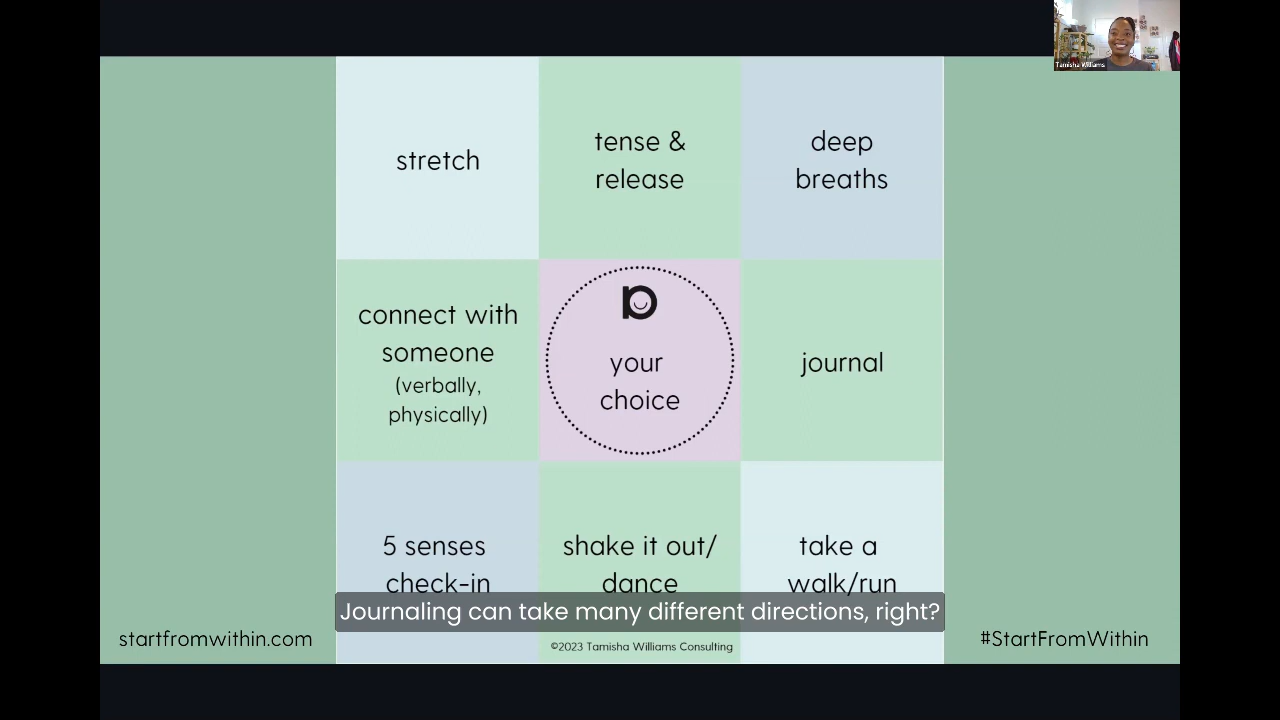 Tamisha Williams
stretch
tense &
release
deep
breaths
connect with
someone
(verbally,
physically)
your
choice
journal
5 senses
check-in
shake it out/
dance
take a
walk/run
Journaling can take many different directions, right?
startfromwithin.com
©2023 Tamisha Williams Consulting
#StartFromWithin